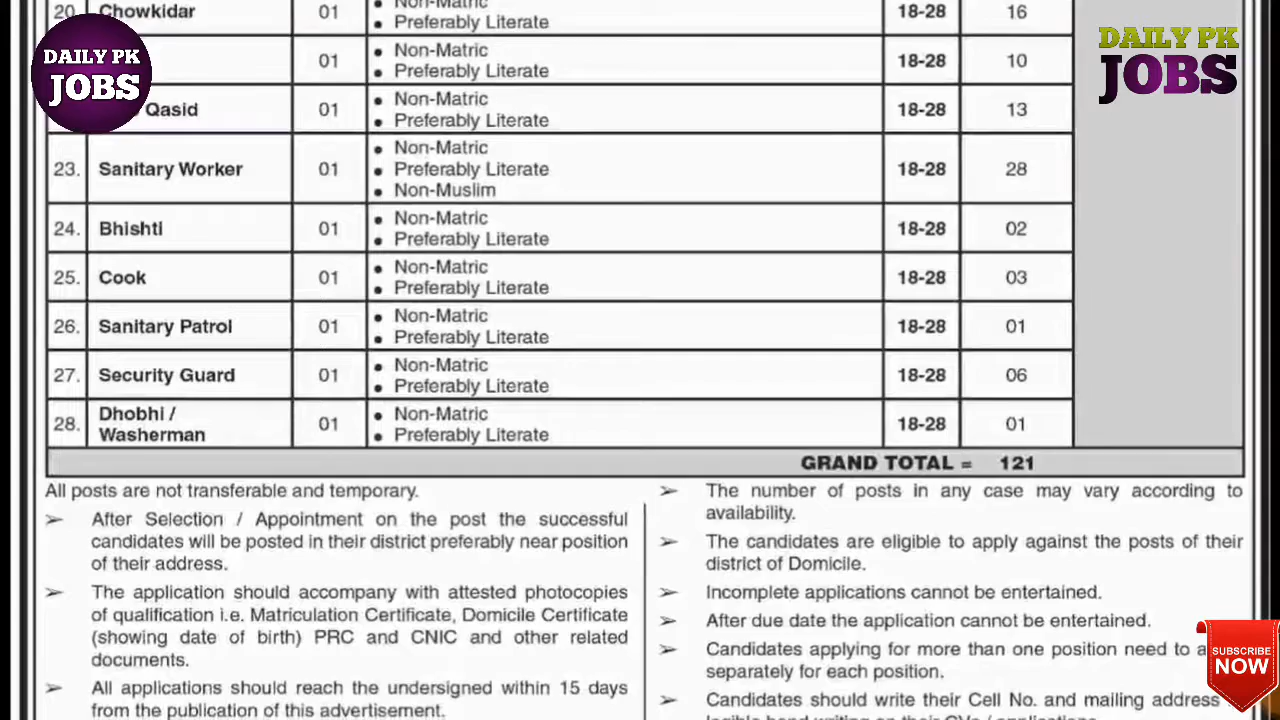 20. Chowkidar 01 • Non-Matric 18-28 16
• Preferably Literate
DAILY PK
JOBS
DAILY PK
JOBS
01 • Non-Matric 18-28 10
• Preferably Literate
Qasid 01 • Non-Matric 18-28 13
• Preferably Literate
23. Sanitary Worker 01 • Non-Matric 18-28 28
• Preferably Literate
• Non-Muslim
24. Bhishti 01 • Non-Matric 18-28 02
• Preferably Literate
25. Cook 01 • Non-Matric 18-28 03
• Preferably Literate
26. Sanitary Patrol 01 • Non-Matric 18-28 01
• Preferably Literate
27. Security Guard 01 • Non-Matric 18-28 06
• Preferably Literate
28. Dhobhi / 01 • Non-Matric 18-28 01
Washerman • Preferably Literate
GRAND TOTAL = 121
All posts are not transferable and temporary.
➢ After Selection / Appointment on the post the successful
candidates will be posted in their district preferably near position
of their address.
➢ The application should accompany with attested photocopies
of qualification i.e. Matriculation Certificate, Domicile Certificate
(showing date of birth) PRC and CNIC and other related
documents.
➢ All applications should reach the undersigned within 15 days
from the publication of this advertisement.
➢ The number of posts in any case may vary according to
availability.
➢ The candidates are eligible to apply against the posts of their
district of Domicile.
➢ Incomplete applications cannot be entertained.
➢ After due date the application cannot be entertained.
➢ Candidates applying for more than one position need to
separately for each position.
➢ Candidates should write their Cell No. and mailing address
SUBSCRIBE
NOW